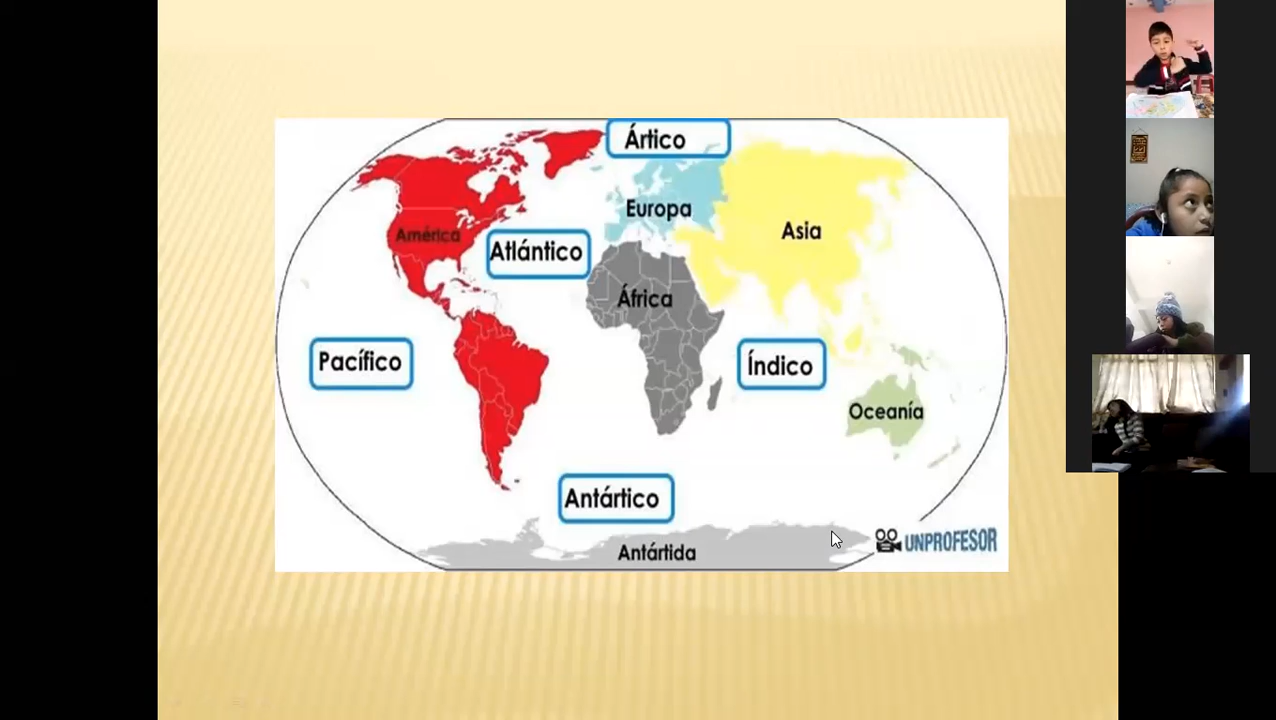 Ártico
Europa
Asia
América
Atlántico
África
Pacífico
Índico
Oceanía
Antártico
UNPROFESOR
Antártida